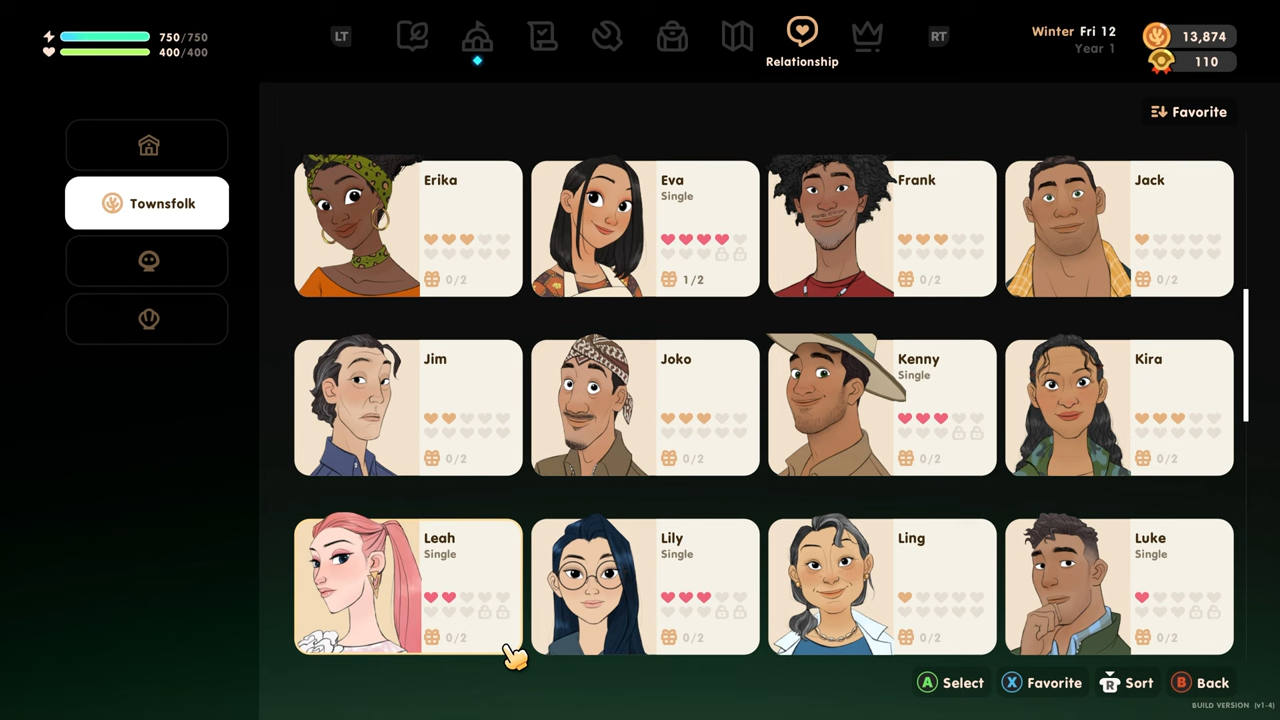 750/750
400/400
LT
RT
Relationship
Winter Fri 12
Year 1
13,874
110
Favorite
Townsfolk
Erika
0/2
Eva
Single
1/2
Frank
0/2
Jack
0/2
Jim
0/2
Joko
0/2
Kenny
Single
0/2
Kira
0/2
Leah
Single
0/2
Lily
Single
0/2
Ling
0/2
Luke
Single
0/2
A Select
X Favorite
R Sort
B Back
BUILD VERSION (v1-4)